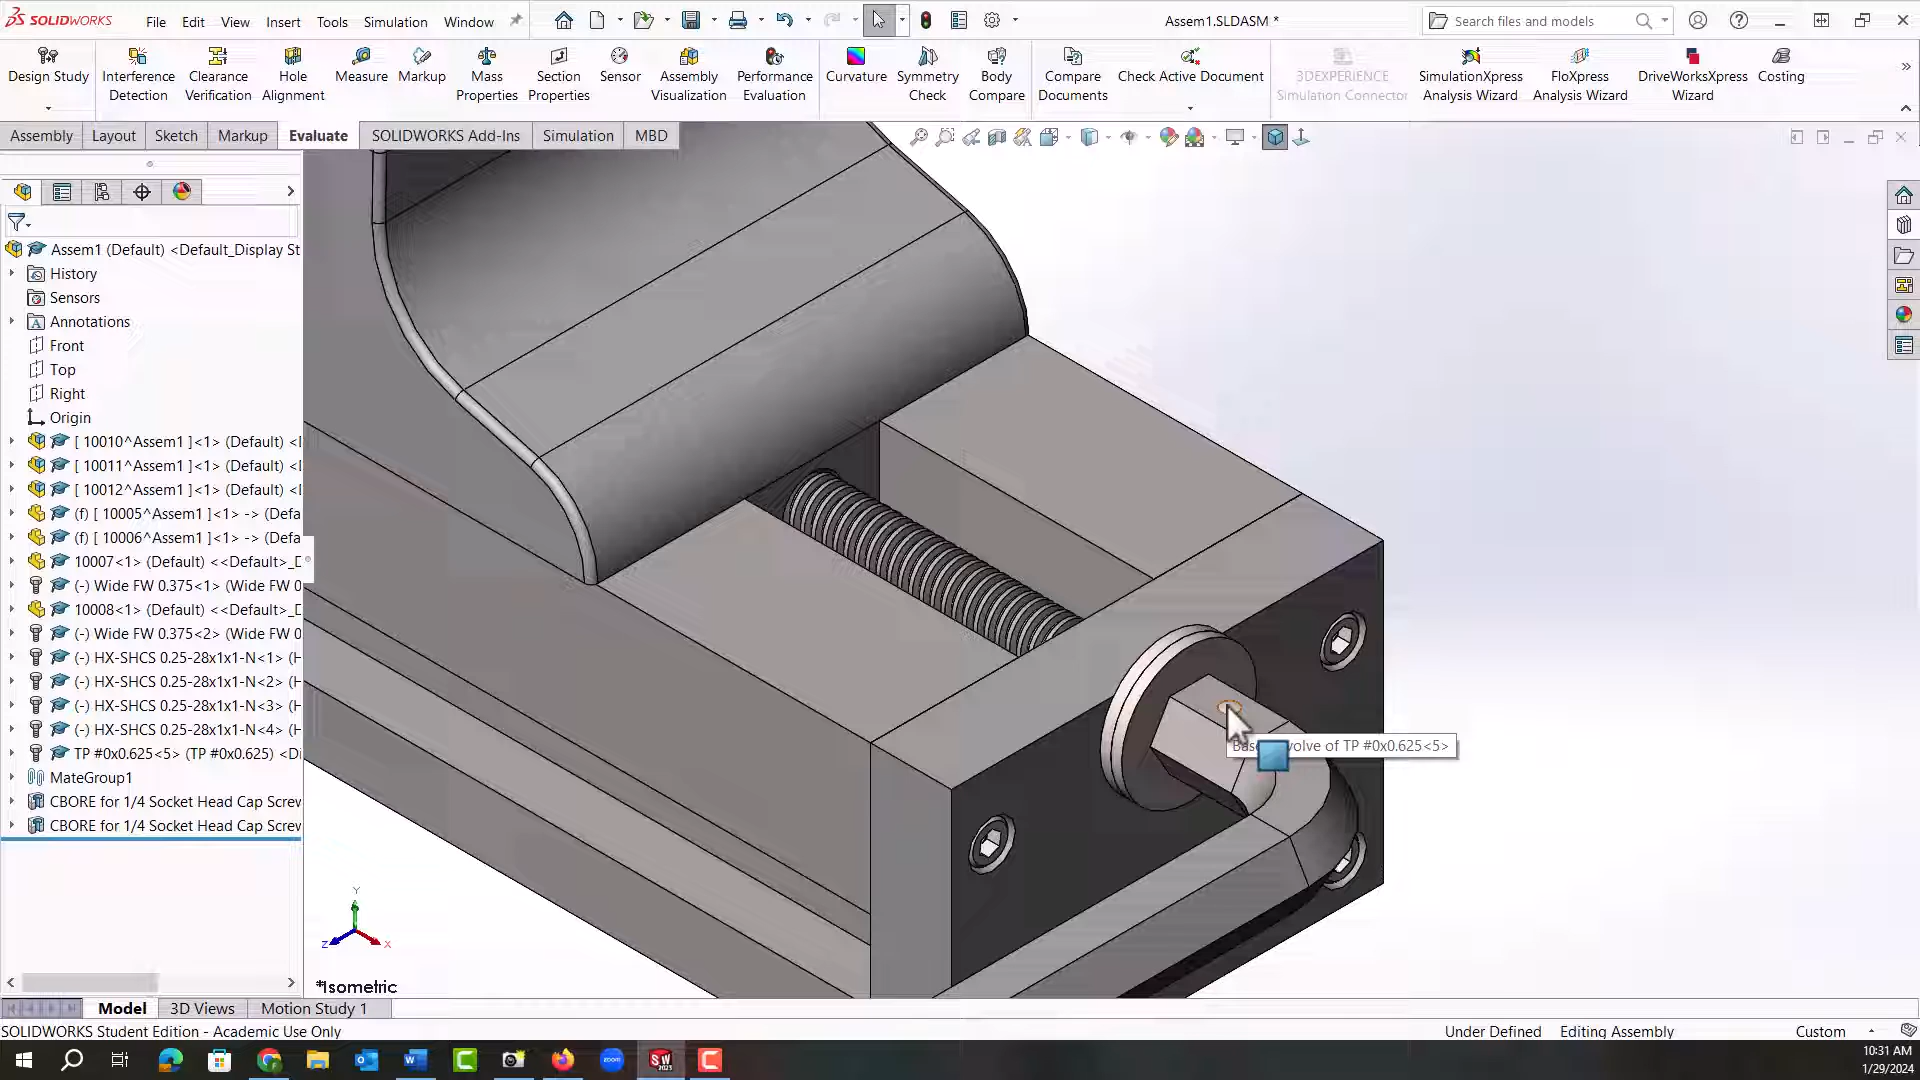 SOLIDWORKS File Edit View Insert Tools Simulation Window
Assem1.SLDASM *
Search files and models
Design Study
Interference Detection
Clearance Verification
Hole Alignment
Measure
Markup
Mass Properties
Section Properties
Sensor
Assembly Visualization
Performance Evaluation
Curvature
Symmetry Check
Body Compare
Compare Documents
Check Active Document
3DEXPERIENCE Simulation Connector
SimulationXpress Analysis Wizard
FloXpress Analysis Wizard
DriveWorksXpress Wizard
Costing
Assembly Layout Sketch Markup Evaluate SOLIDWORKS Add-Ins Simulation MBD
Assem1 (Default) <Default_Display St
History
Sensors
Annotations
Front
Top
Right
Origin
[ 10010^Assem1 ]<1> (Default) <
[ 10011^Assem1 ]<1> (Default) <
[ 10012^Assem1 ]<1> (Default) <
(f) [ 10005^Assem1 ]<1> -> (Defa
(f) [ 10006^Assem1 ]<1> -> (Defa
10007<1> (Default) <<Default>_D
(-) Wide FW 0.375<1> (Wide FW 0
10008<1> (Default) <<Default>_D
(-) Wide FW 0.375<2> (Wide FW 0
(-) HX-SHCS 0.25-28x1x1-N<1> (H
(-) HX-SHCS 0.25-28x1x1-N<2> (H
(-) HX-SHCS 0.25-28x1x1-N<3> (H
(-) HX-SHCS 0.25-28x1x1-N<4> (H
TP #0x0.625<5> (TP #0x0.625) <Di
MateGroup1
CBORE for 1/4 Socket Head Cap Screw
CBORE for 1/4 Socket Head Cap Screw
of TP #0x0.625<5>
Y
Z X
*Isometric
Model 3D Views Motion Study 1
SOLIDWORKS Student Edition - Academic Use Only
Under Defined Editing Assembly Custom
10:31 AM
1/29/2024